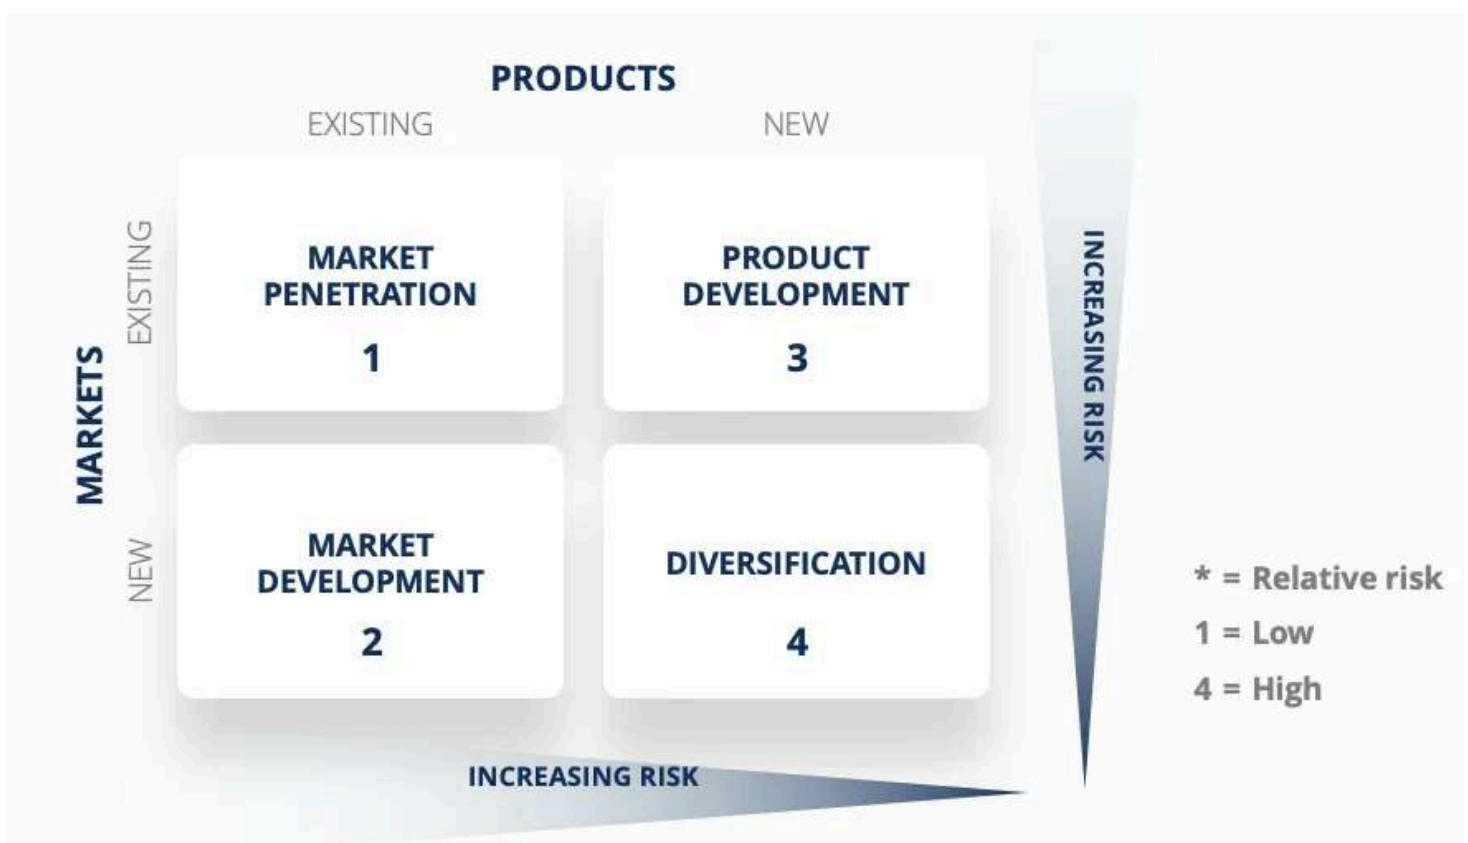 PRODUCTS
EXISTING
NEW
MARKETS
EXISTING
NEW
MARKET
PENETRATION
1
PRODUCT
DEVELOPMENT
3
MARKET
DEVELOPMENT
2
DIVERSIFICATION
4
INCREASING RISK
INCREASING RISK
* = Relative risk
1 = Low
4 = High